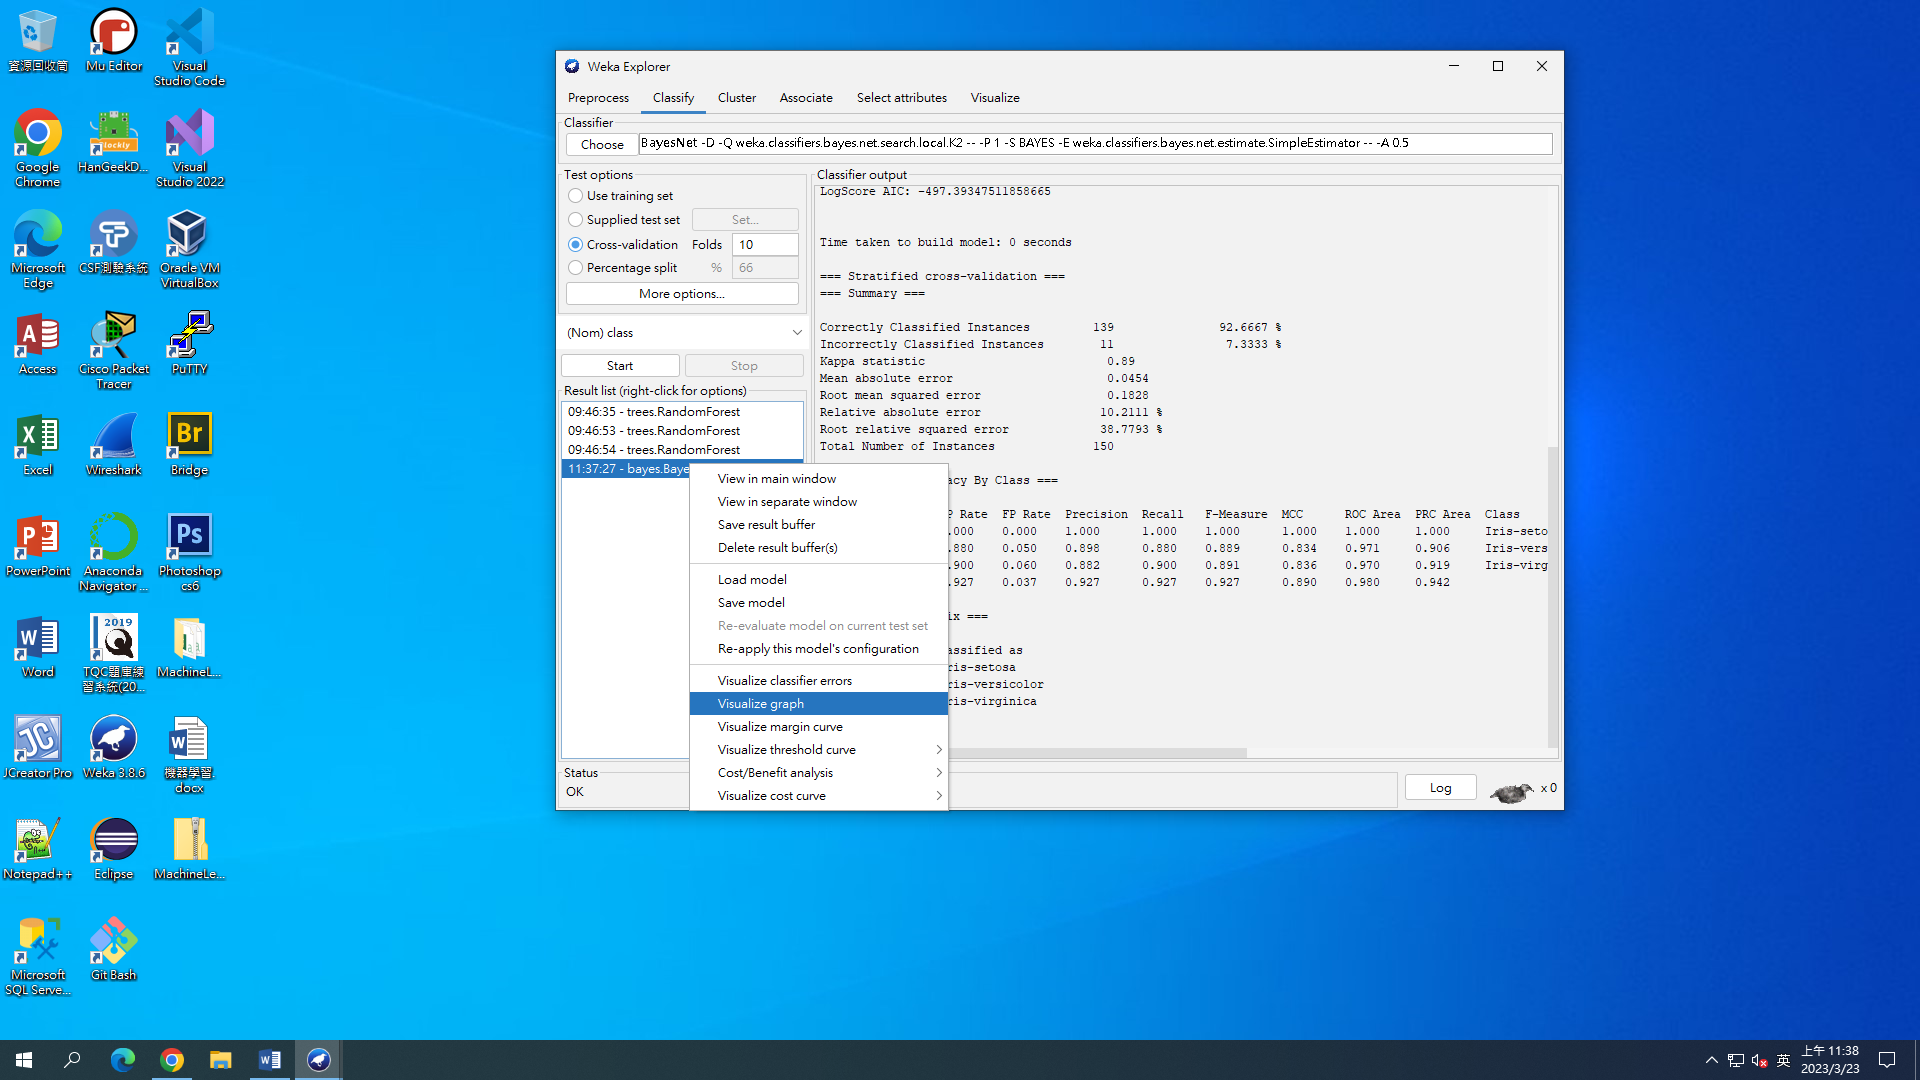 資源回收筒
Mu Editor
Visual
Studio Code
Google
Chrome
HanGeekD...
Visual
Studio 2022
Microsoft
Edge
CSF測驗系統
Oracle VM
VirtualBox
Access
Cisco Packet
Tracer
PuTTY
Excel
Wireshark
Bridge
PowerPoint
Anaconda
Navigator ...
Photoshop
cs6
Word
2019
TQC題庫練
習系統(20...
MachineL...
JCreator Pro
Weka 3.8.6
機器學習.
docx
Notepad++
Eclipse
MachineLe...
Microsoft
SQL Serve...
Git Bash
Weka Explorer
Preprocess Classify Cluster Associate Select attributes Visualize
Classifier
Choose BayesNet -D -Q weka.classifiers.bayes.net.search.local.K2 -- -P 1 -S BAYES -E weka.classifiers.bayes.net.estimate.SimpleEstimator -- -A 0.5
Test options
Use training set
Supplied test set Set...
Cross-validation Folds 10
Percentage split % 66
More options...
(Nom) class
Start Stop
Result list (right-click for options)
09:46:35 - trees.RandomForest
09:46:53 - trees.RandomForest
09:46:54 - trees.RandomForest
11:37:27 - bayes.Baye
View in main window
View in separate window
Save result buffer
Delete result buffer(s)
Load model
Save model
Re-evaluate model on current test set
Re-apply this model's configuration
Visualize classifier errors
Visualize graph
Visualize margin curve
Visualize threshold curve
Cost/Benefit analysis
Visualize cost curve
Classifier output
LogScore AIC: -497.39347511858665
Time taken to build model: 0 seconds
=== Stratified cross-validation ===
=== Summary ===
Correctly Classified Instances 139 92.6667 %
Incorrectly Classified Instances 11 7.3333 %
Kappa statistic 0.89
Mean absolute error 0.0454
Root mean squared error 0.1828
Relative absolute error 10.2111 %
Root relative squared error 38.7793 %
Total Number of Instances 150
acy By Class ===
P Rate FP Rate Precision Recall F-Measure MCC ROC Area PRC Area Class
.000 0.000 1.000 1.000 1.000 1.000 1.000 1.000 Iris-seto
.880 0.050 0.898 0.880 0.889 0.834 0.971 0.906 Iris-vers
.900 0.060 0.882 0.900 0.891 0.836 0.970 0.919 Iris-virg
.927 0.037 0.927 0.927 0.927 0.890 0.980 0.942
ix ===
assified as
ris-setosa
ris-versicolor
ris-virginica
Status
OK
Log
x 0
英
上午 11:38
2023/3/23